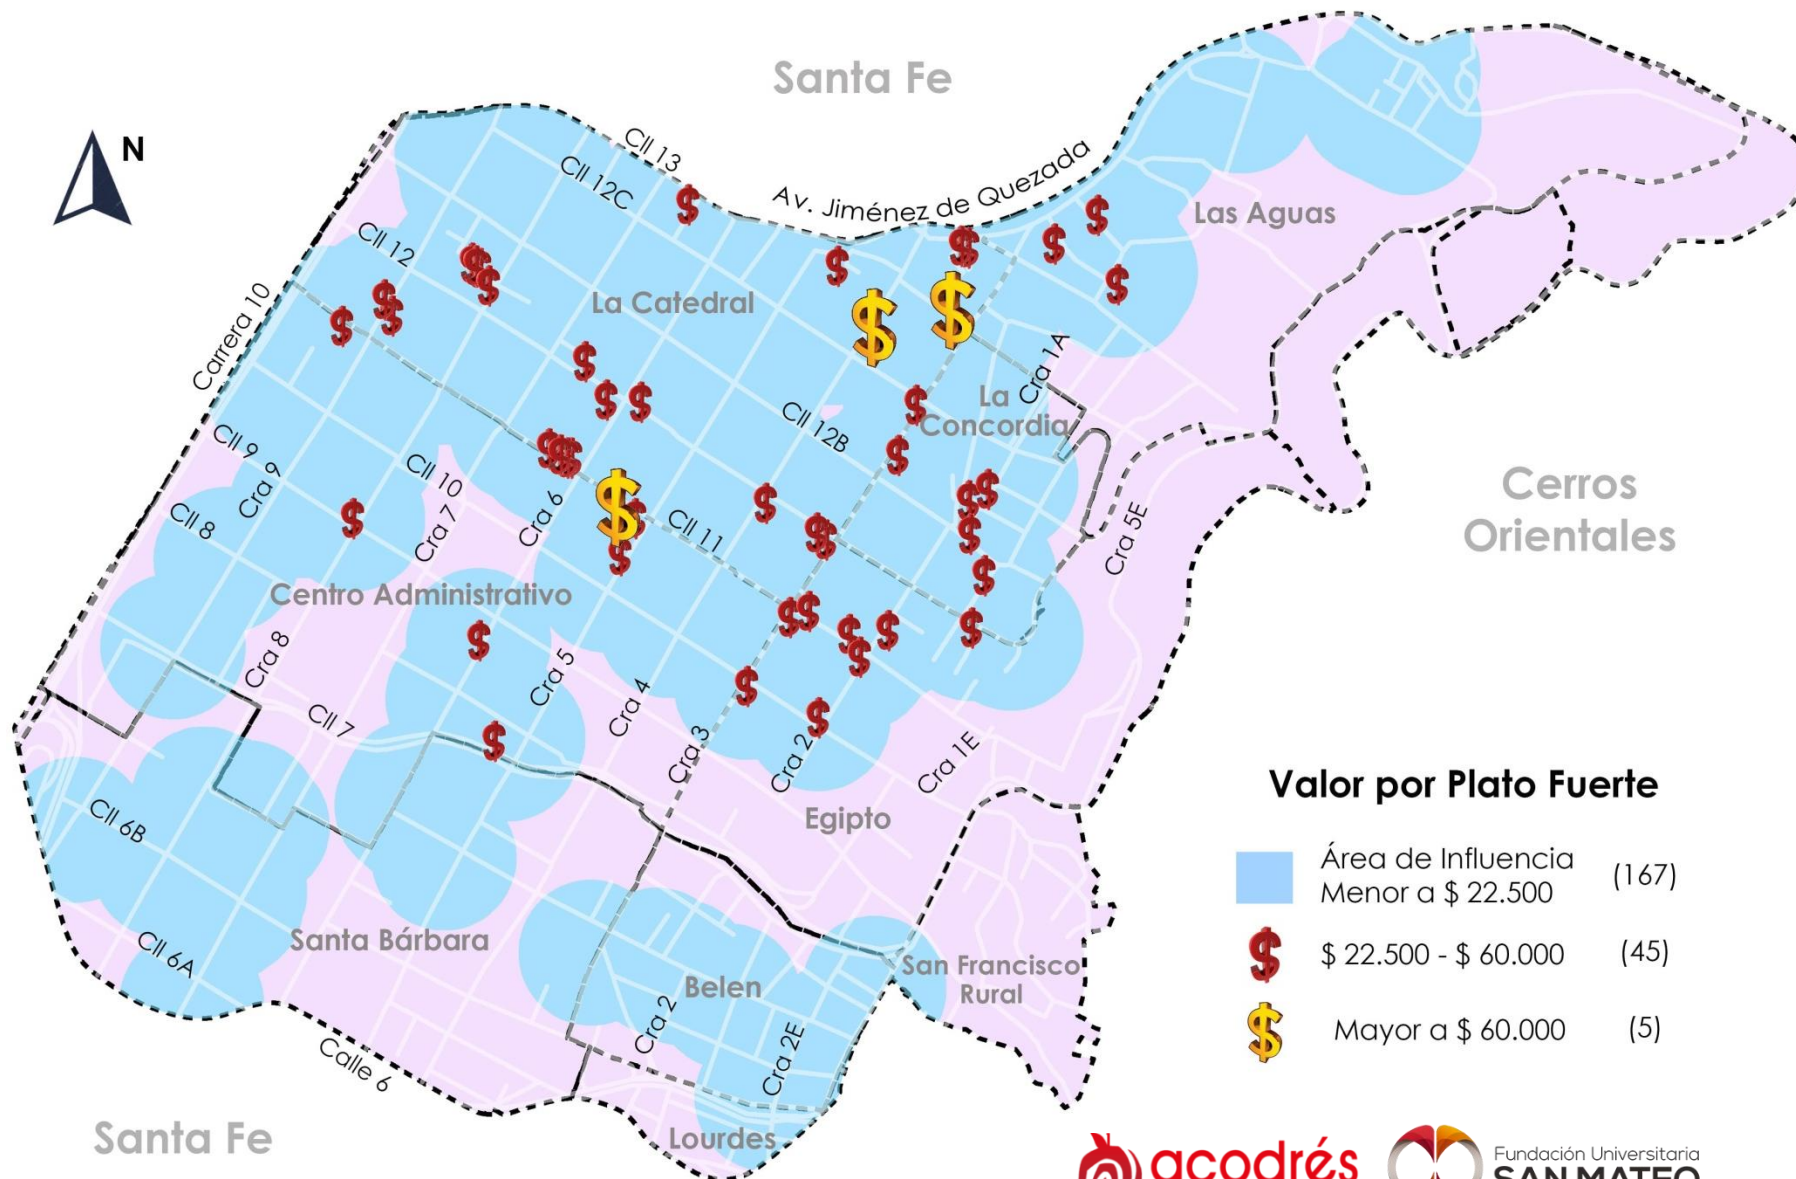 Santa Fe
N
Cll 13
Cll 12C
Av. Jiménez de Quezada
Las Aguas
Cll 12
La Catedral
Carrera 10
Cra 1A
La
Concordia
Cll 12B
Cll 9
Cra 9
Cll 10
Cll 8
Cra 7
Cra 6
Cll 11
Cra 5E
Cerros
Orientales
Centro Administrativo
Cra 8
Cra 5
Cra 4
Cll 7
Cra 3
Cra 2
Cra 1E
Egipto
Cll 6B
Santa Bárbara
Cll 6A
Belen
San Francisco
Rural
Cra 2
Cra 2E
Calle 6
Santa Fe
Lourdes
Valor por Plato Fuerte
Área de Influencia
Menor a $ 22.500 (167)
$ 22.500 - $ 60.000 (45)
Mayor a $ 60.000 (5)
acodrés
Fundación Universitaria
SAN MATEO